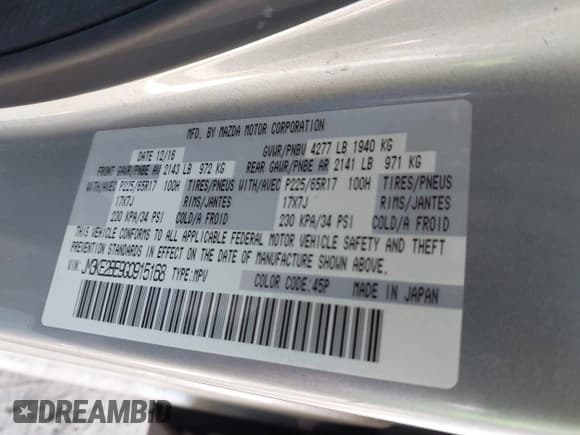 MFD. BY MAZDA MOTOR CORPORATION
DATE 12/16 GVWR/PNBV 4277 LB 1940 KG
FRONT GAWR/PNBE AV 2143 LB 972 KG REAR GAWR/PNBE AR 2141 LB 971 KG
WITH/AVEC P225/65R17 100H TIRES/PNEUS WITH/AVEC P225/65R17 100H TIRES/PNEUS
17X7J RIMS/JANTES 17X7J RIMS/JANTES
230 KPA/34 PSI COLD/A FROID 230 KPA/34 PSI COLD/A FROID
THIS VEHICLE CONFORMS TO ALL APPLICABLE FEDERAL MOTOR VEHICLE SAFETY AND THEFT
PREVENTION STANDARDS IN EFFECT ON THE DATE OF MANUFACTURE SHOWN ABOVE.
VIN: TYPE: MPV COLOR CODE: 45P MADE IN JAPAN
DREAMBID